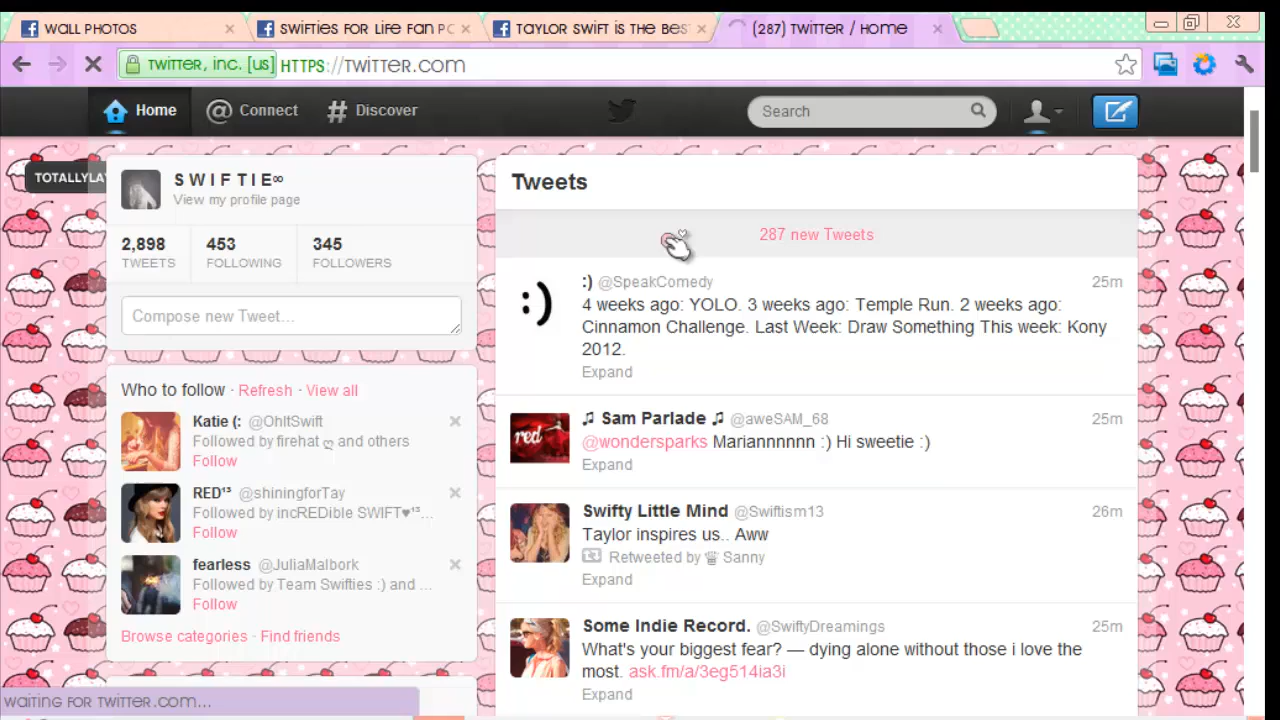 WALL PHOTOS
SWIFTIES FOR LIFE FAN PC
TAYLOR SWIFT IS THE BES
(287) TWITTER / HOME
TWITTER, INC. [US] HTTPS://TWITTER.COM
Home
@ Connect
# Discover
Search
TOTALLYLA
S W I F T I E∞
View my profile page
2,898 453 345
TWEETS FOLLOWING FOLLOWERS
Compose new Tweet...
Who to follow · Refresh · View all
Katie (: @OhItSwift
Followed by firehat ღ and others
Follow
RED¹³ @shiningforTay
Followed by incREDible SWIFT♥¹³...
Follow
fearless @JuliaMalbork
Followed by Team Swifties :) and ...
Follow
Browse categories · Find friends
WAITING FOR TWITTER.COM...
Tweets
287 new Tweets
:)
:) @SpeakComedy 25m
4 weeks ago: YOLO. 3 weeks ago: Temple Run. 2 weeks ago:
Cinnamon Challenge. Last Week: Draw Something This week: Kony
2012.
Expand
red
♫ Sam Parlade ♫ @aweSAM_68 25m
@wondersparks Mariannnnnn :) Hi sweetie :)
Expand
Swifty Little Mind @Swiftism13 26m
Taylor inspires us.. Aww
Retweeted by ♛ Sanny
Expand
Some Indie Record. @SwiftyDreamings 25m
What's your biggest fear? — dying alone without those i love the
most. ask.fm/a/3eg514ia3i
Expand